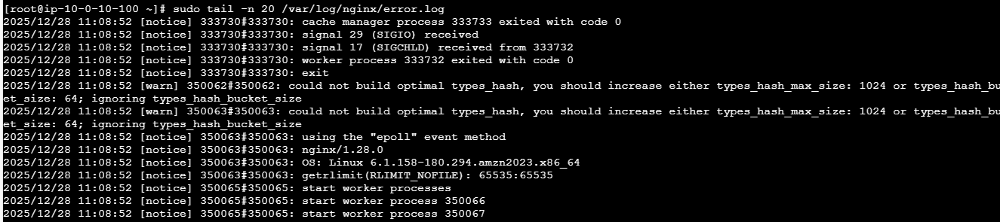 [root@ip-10-0-10-100 ~]# sudo tail -n 20 /var/log/nginx/error.log
2025/12/28 11:08:52 [notice] 333730#333730: cache manager process 333733 exited with code 0
2025/12/28 11:08:52 [notice] 333730#333730: signal 29 (SIGIO) received
2025/12/28 11:08:52 [notice] 333730#333730: signal 17 (SIGCHLD) received from 333732
2025/12/28 11:08:52 [notice] 333730#333730: worker process 333732 exited with code 0
2025/12/28 11:08:52 [notice] 333730#333730: exit
2025/12/28 11:08:52 [warn] 350062#350062: could not build optimal types_hash, you should increase either types_hash_max_size: 1024 or types_hash_bu
et_size: 64; ignoring types_hash_bucket_size
2025/12/28 11:08:52 [warn] 350063#350063: could not build optimal types_hash, you should increase either types_hash_max_size: 1024 or types_hash_bu
et_size: 64; ignoring types_hash_bucket_size
2025/12/28 11:08:52 [notice] 350063#350063: using the "epoll" event method
2025/12/28 11:08:52 [notice] 350063#350063: nginx/1.28.0
2025/12/28 11:08:52 [notice] 350063#350063: OS: Linux 6.1.158-180.294.amzn2023.x86_64
2025/12/28 11:08:52 [notice] 350063#350063: getrlimit(RLIMIT_NOFILE): 65535:65535
2025/12/28 11:08:52 [notice] 350065#350065: start worker processes
2025/12/28 11:08:52 [notice] 350065#350065: start worker process 350066
2025/12/28 11:08:52 [notice] 350065#350065: start worker process 350067